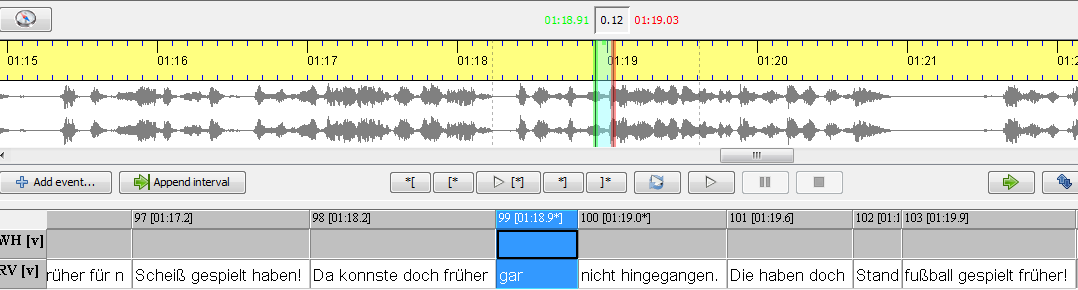 01:18.91 0.12 01:19.03
01:15 01:16 01:17 01:18 01:19 01:20 01:21
Add event... Append interval *[ [* [*] *] ]*
97 [01:17.2] 98 [01:18.2] 99 [01:18.9*] 100 [01:19.0*] 101 [01:19.6] 102 [01:1 103 [01:19.9]
WH [v]
RV [v] rüher für n Scheiß gespielt haben! Da konnste doch früher gar nicht hingegangen. Die haben doch Stand fußball gespielt früher!